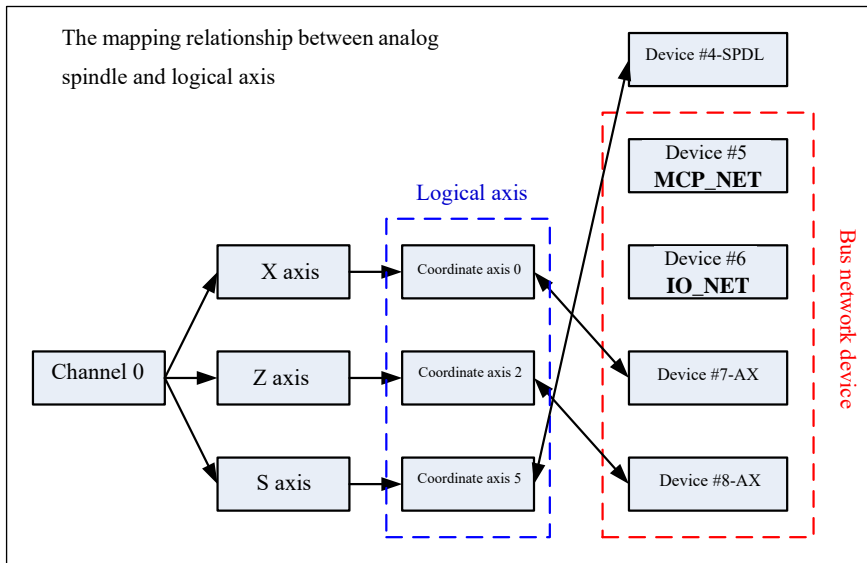 The mapping relationship between analog
spindle and logical axis
Device #4-SPDL
Device #5
MCP_NET
Logical axis
Device #6
IO_NET
Bus network device
X axis
Coordinate axis 0
Channel 0
Z axis
Coordinate axis 2
Device #7-AX
S axis
Coordinate axis 5
Device #8-AX